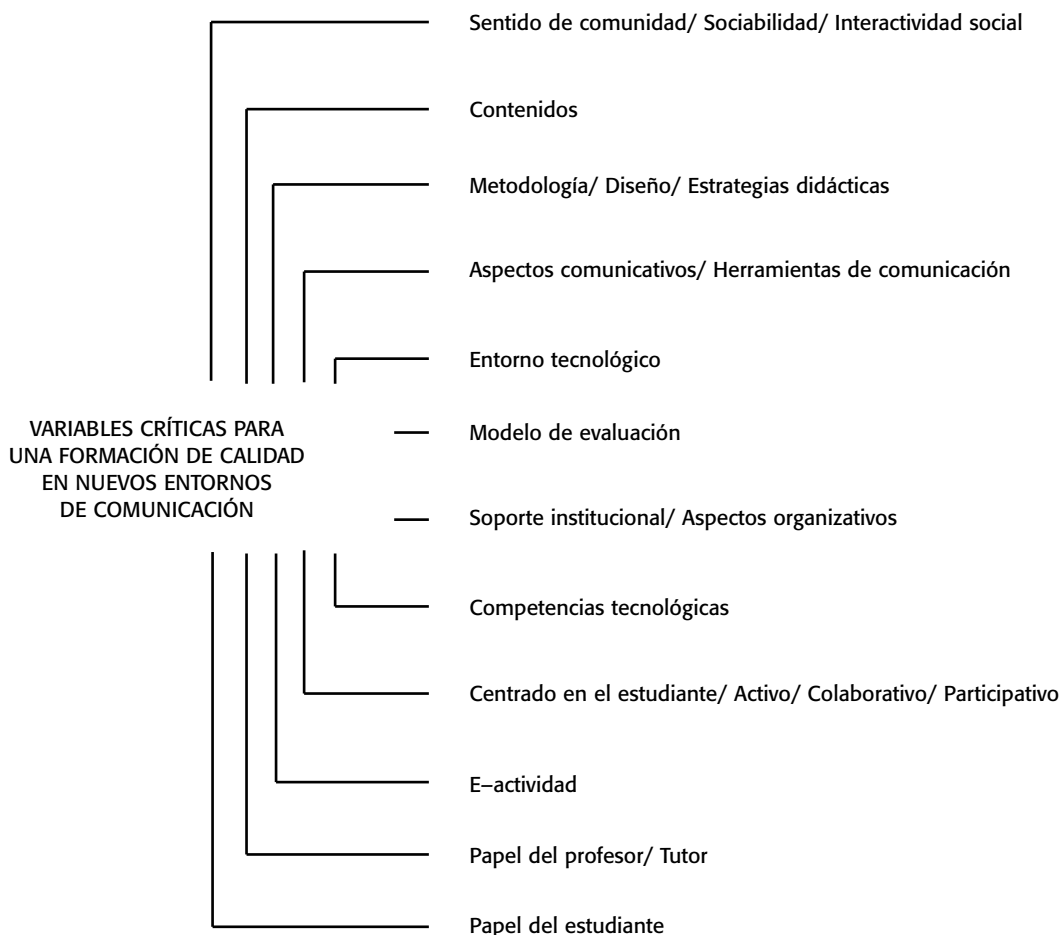 Sentido de comunidad/ Sociabilidad/ Interactividad social
Contenidos
Metodología/ Diseño/ Estrategias didácticas
Aspectos comunicativos/ Herramientas de comunicación
Entorno tecnológico
VARIABLES CRÍTICAS PARA
UNA FORMACIÓN DE CALIDAD
EN NUEVOS ENTORNOS
DE COMUNICACIÓN
Modelo de evaluación
Soporte institucional/ Aspectos organizativos
Competencias tecnológicas
Centrado en el estudiante/ Activo/ Colaborativo/ Participativo
E–actividad
Papel del profesor/ Tutor
Papel del estudiante